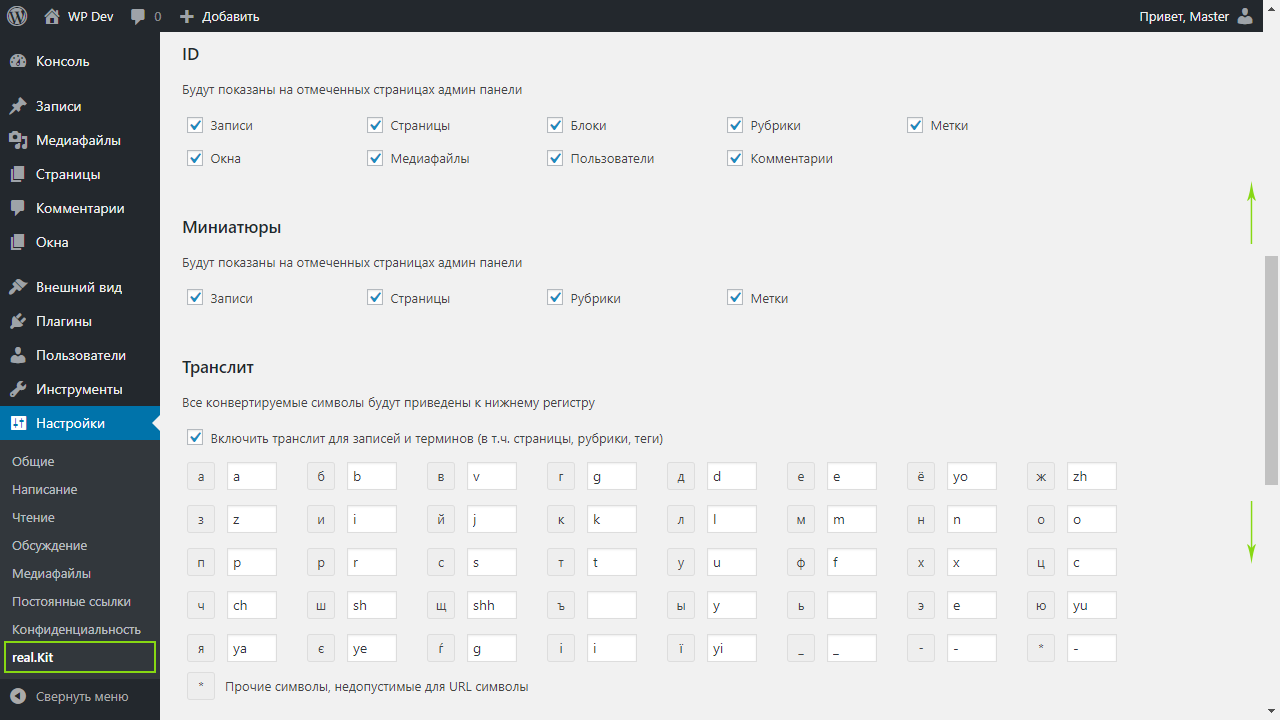 WP Dev 0 Добавить Привет, Master
Консоль
Записи
Медиафайлы
Страницы
Комментарии
Окна
Внешний вид
Плагины
Пользователи
Инструменты
Настройки
Общие
Написание
Чтение
Обсуждение
Медиафайлы
Постоянные ссылки
Конфиденциальность
real.Kit
Свернуть меню
ID
Будут показаны на отмеченных страницах админ панели
Записи Страницы Блоки Рубрики Метки
Окна Медиафайлы Пользователи Комментарии
Миниатюры
Будут показаны на отмеченных страницах админ панели
Записи Страницы Рубрики Метки
Транслит
Все конвертируемые символы будут приведены к нижнему регистру
Включить транслит для записей и терминов (в т.ч. страницы, рубрики, теги)
а a б b в v г g д d е e ё yo ж zh
з z и i й j к k л l м m н n о o
п p р r с s т t у u ф f х x ц c
ч ch ш sh щ shh ъ ы y ь э e ю yu
я ya є ye ѓ g і i ї yi _ _ - - * -
* Прочие символы, недопустимые для URL символы